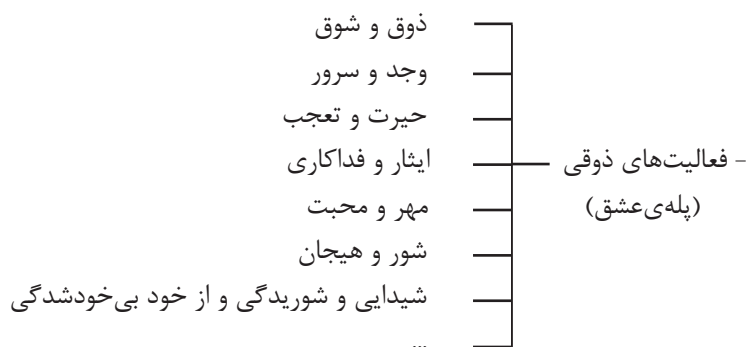 ذوق و شوق
وجد و سرور
حیرت و تعجب
- فعالیت‌های ذوقی
(پله‌ی‌عشق)
ایثار و فداکاری
مهر و محبت
شور و هیجان
شیدایی و شوریدگی و از خود بی‌خودشدگی
...